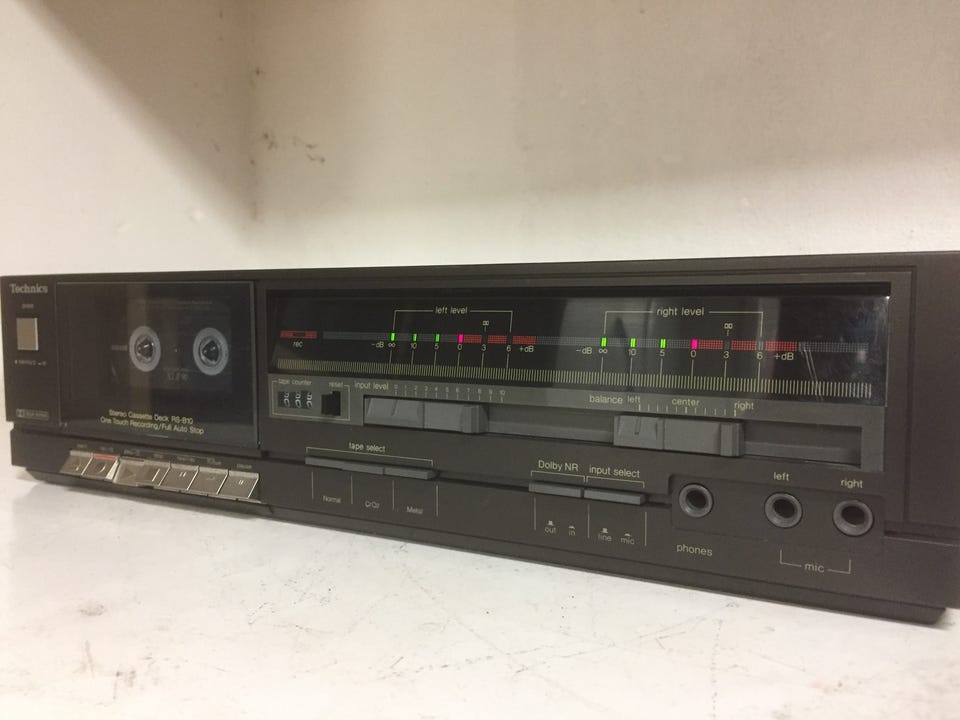 Technics
power
Stereo Cassette Deck RS-B10
One Touch Recording/Full Auto Stop
left level
right level
rec
-dB ∞ 10 5 0 3 6 +dB
-dB ∞ 10 5 0 3 6 +dB
tape counter reset
input level 0 1 2 3 4 5 6 7 8 9 10
balance left center right
tape select
Normal CrO2 Metal
Dolby NR input select
out in line mic
phones
left right
mic